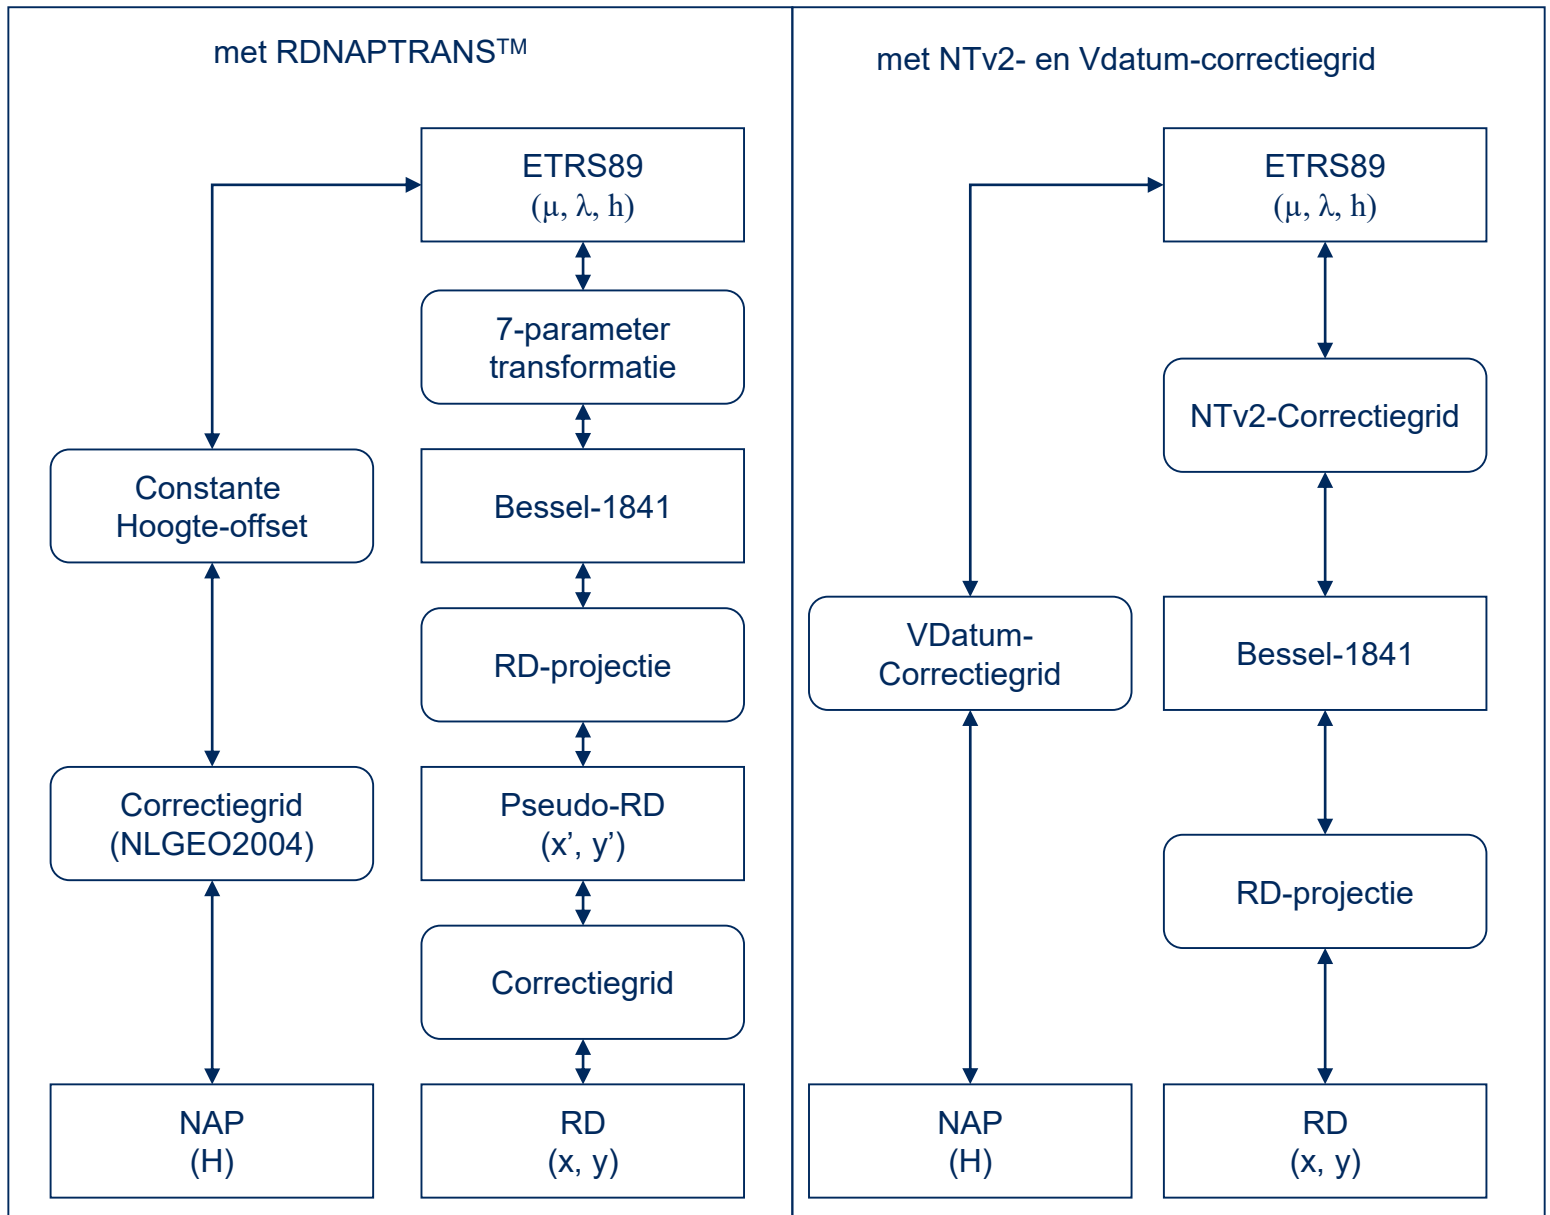 met RDNAPTRANS™
ETRS89
(μ, λ, h)
7-parameter
transformatie
Constante
Hoogte-offset
Bessel-1841
RD-projectie
Correctiegrid
(NLGEO2004)
Pseudo-RD
(x’, y’)
Correctiegrid
NAP
(H)
RD
(x, y)
met NTv2- en Vdatum-correctiegrid
ETRS89
(μ, λ, h)
NTv2-Correctiegrid
VDatum-
Correctiegrid
Bessel-1841
RD-projectie
NAP
(H)
RD
(x, y)